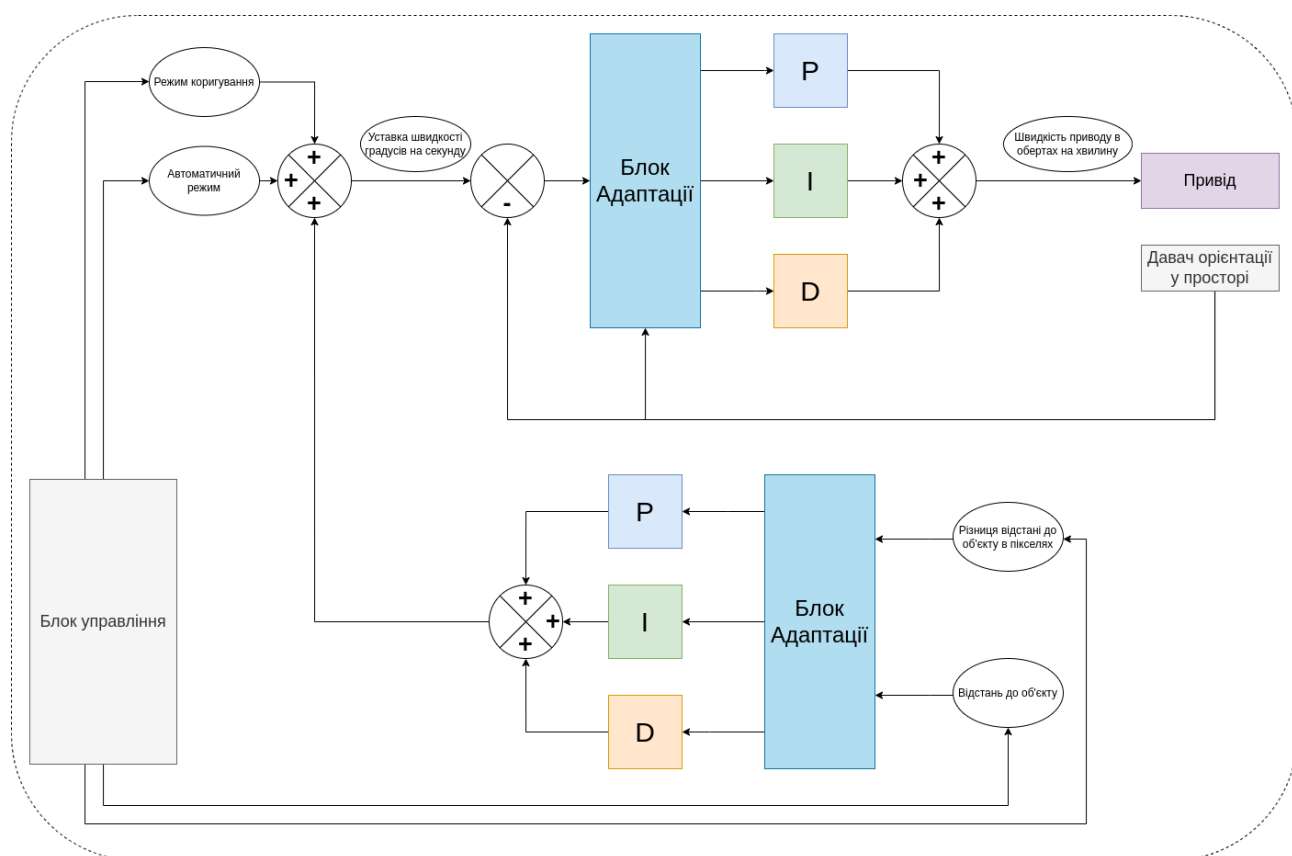 Режим коригування
Автоматичний
режим
+
+
+
Уставка швидкості
градусів на секунду
-
Блок
Адаптації
P
I
D
+
+
+
Швидкість приводу в
обертах на хвилину
Привід
Давач орієнтації
у просторі
Блок управління
+
+
+
P
I
D
Блок
Адаптації
Різниця відстані до
об'єкту в пікселях
Відстань до об'єкту